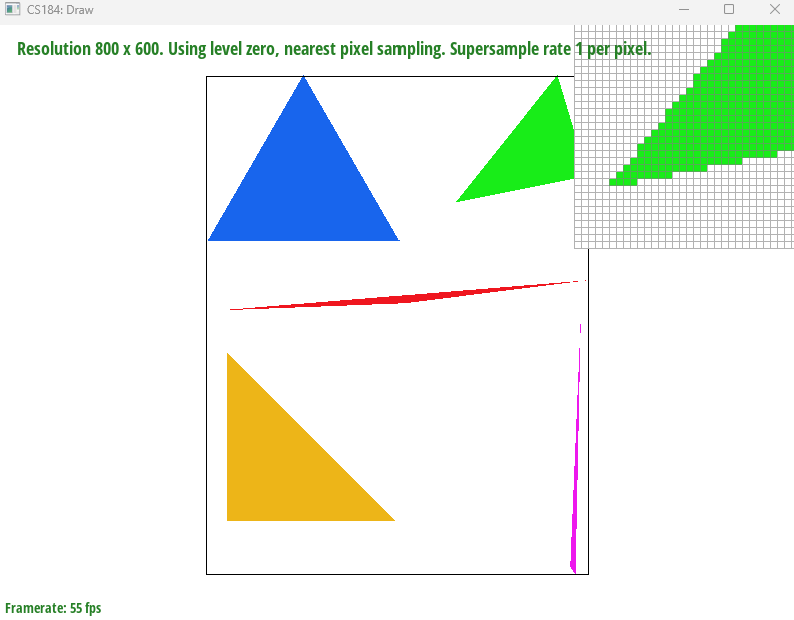 CS184: Draw
Resolution 800 x 600. Using level zero, nearest pixel sampling. Supersample rate 1 per pixel.
Framerate: 55 fps